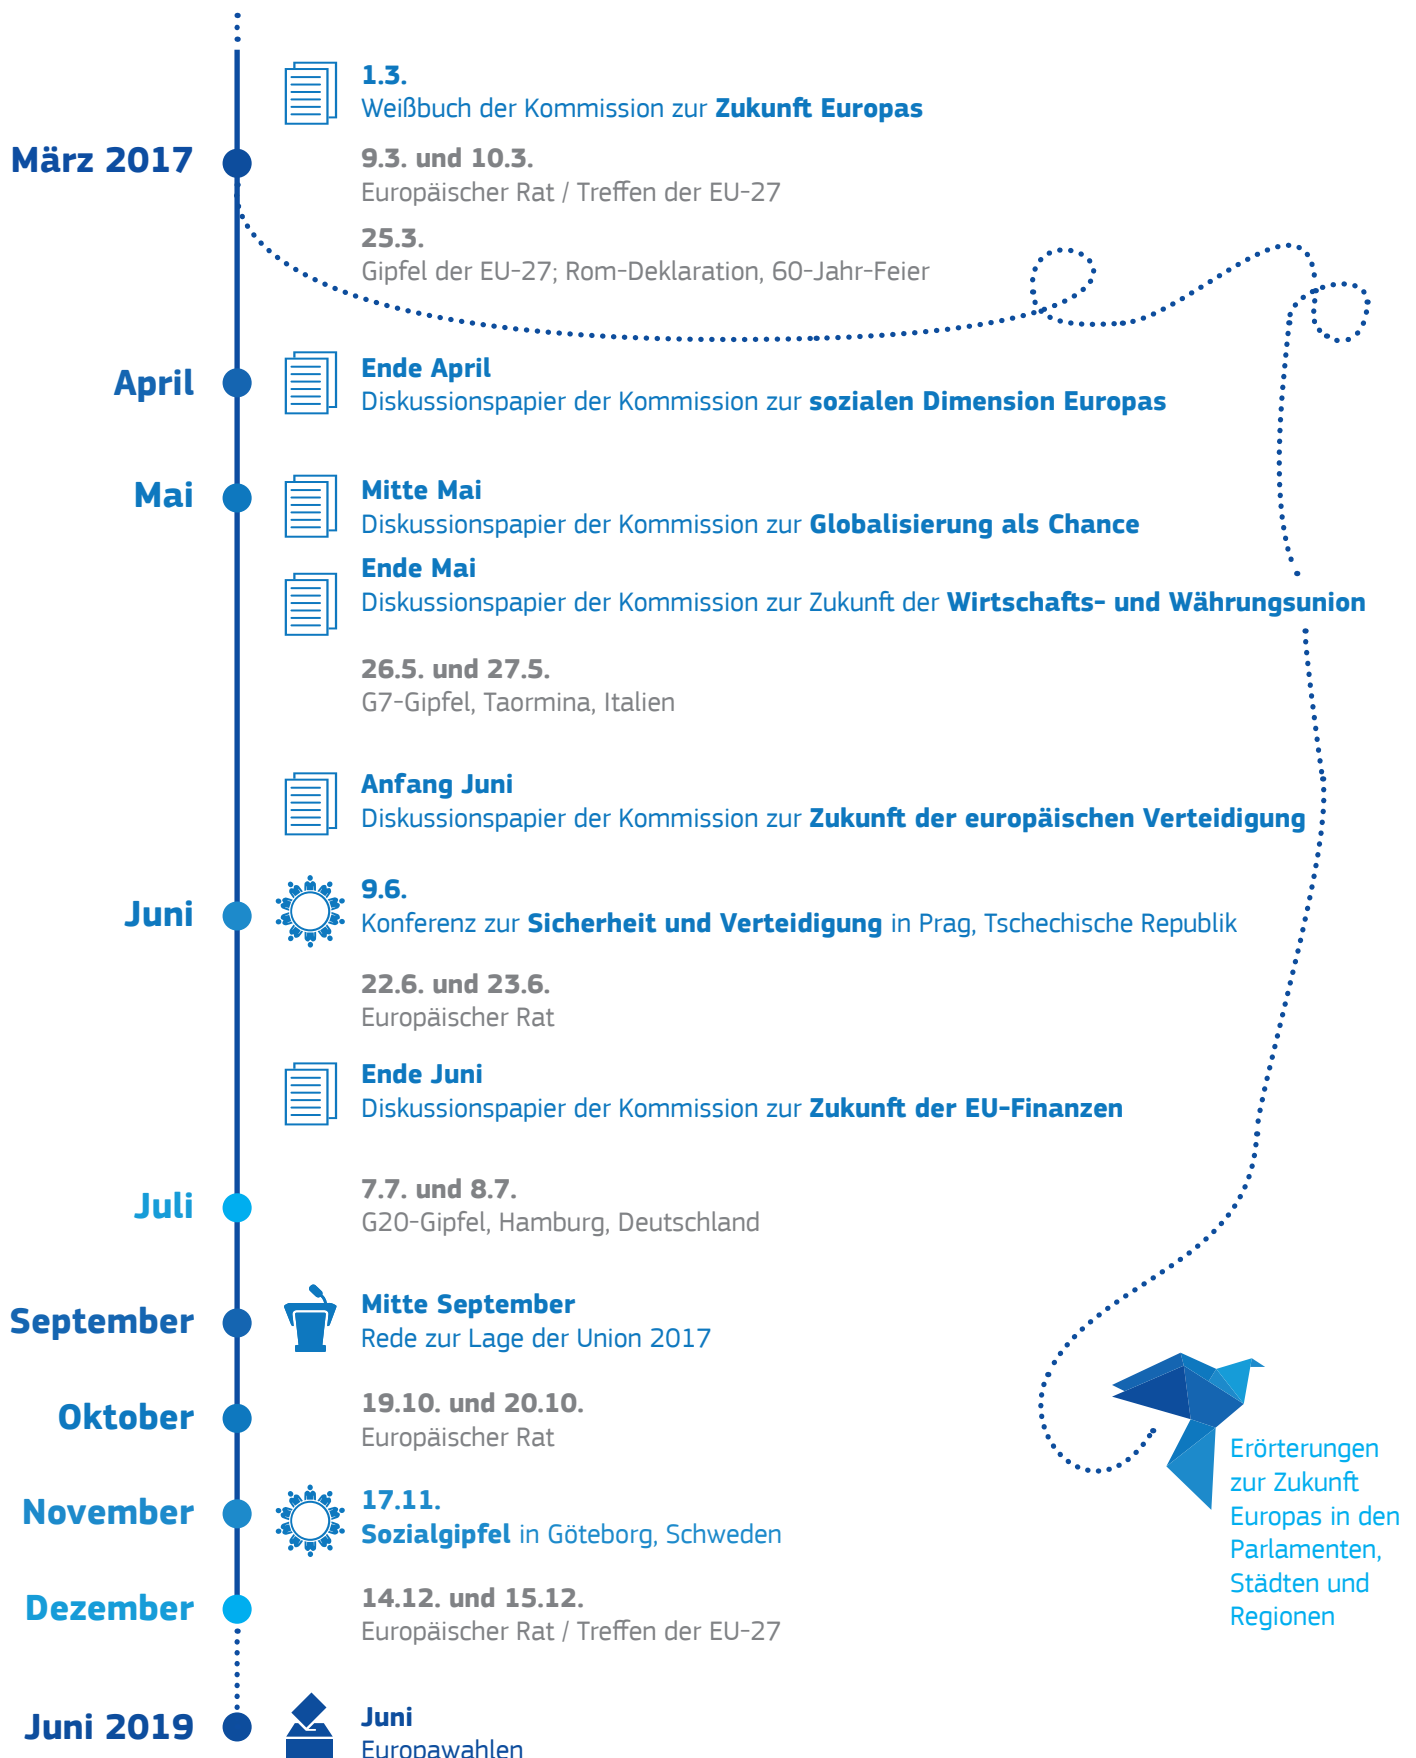 1.3.
Weißbuch der Kommission zur Zukunft Europas
März 2017
9.3. und 10.3.
Europäischer Rat / Treffen der EU-27
25.3.
Gipfel der EU-27; Rom-Deklaration, 60-Jahr-Feier
April
Ende April
Diskussionspapier der Kommission zur sozialen Dimension Europas
Mai
Mitte Mai
Diskussionspapier der Kommission zur Globalisierung als Chance
Ende Mai
Diskussionspapier der Kommission zur Zukunft der Wirtschafts- und Währungsunion
26.5. und 27.5.
G7-Gipfel, Taormina, Italien
Anfang Juni
Diskussionspapier der Kommission zur Zukunft der europäischen Verteidigung
Juni
9.6.
Konferenz zur Sicherheit und Verteidigung in Prag, Tschechische Republik
22.6. und 23.6.
Europäischer Rat
Ende Juni
Diskussionspapier der Kommission zur Zukunft der EU-Finanzen
Juli
7.7. und 8.7.
G20-Gipfel, Hamburg, Deutschland
September
Mitte September
Rede zur Lage der Union 2017
Oktober
19.10. und 20.10.
Europäischer Rat
November
17.11.
Sozialgipfel in Göteborg, Schweden
Dezember
14.12. und 15.12.
Europäischer Rat / Treffen der EU-27
Juni 2019
Juni
Europawahlen
Erörterungen
zur Zukunft
Europas in den
Parlamenten,
Städten und
Regionen